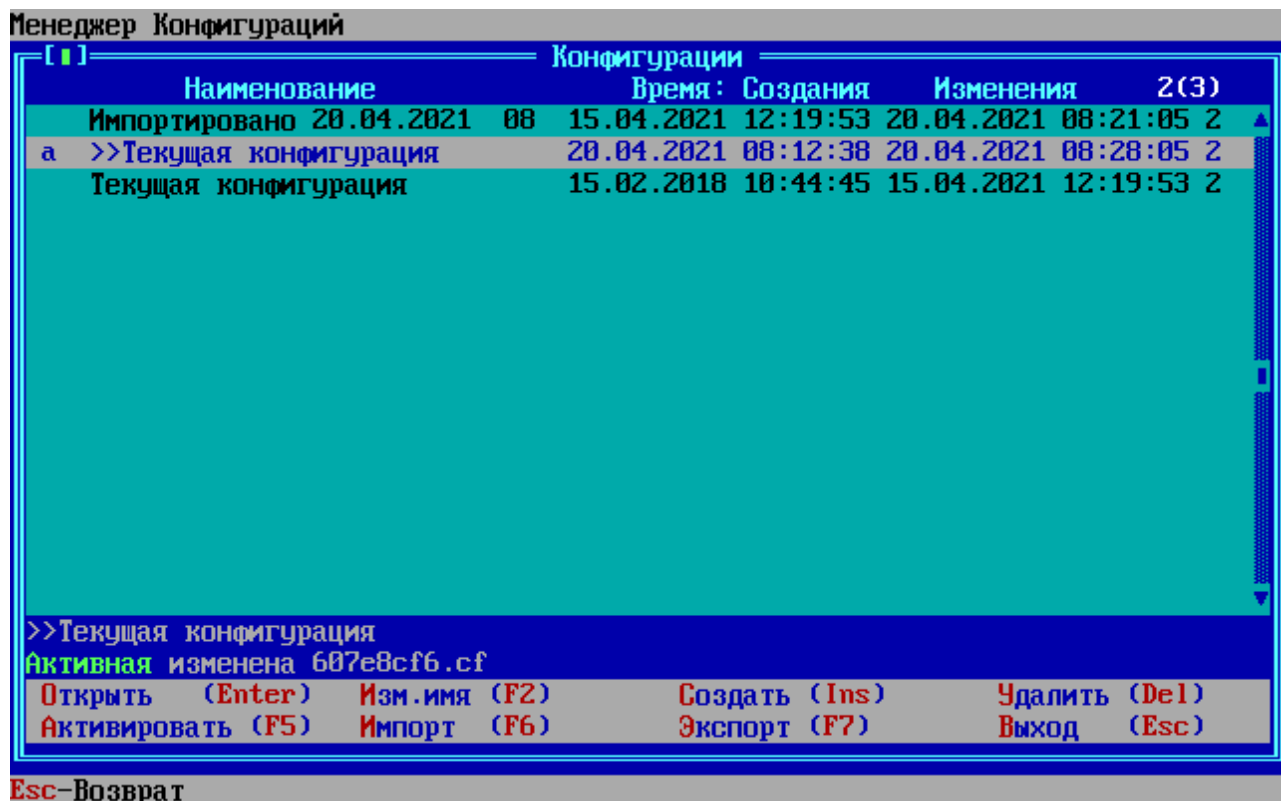 Менеджер Конфигураций
[▮] Конфигурации
Наименование Время: Создания Изменения 2(3)
Импортировано 20.04.2021 08 15.04.2021 12:19:53 20.04.2021 08:21:05 2
а >>Текущая конфигурация 20.04.2021 08:12:38 20.04.2021 08:28:05 2
Текущая конфигурация 15.02.2018 10:44:45 15.04.2021 12:19:53 2
>>Текущая конфигурация
Активная изменена 607e8cf6.cf
Открыть (Enter) Изм.имя (F2) Создать (Ins) Удалить (Del)
Активировать (F5) Импорт (F6) Экспорт (F7) Выход (Esc)
Esc-Возврат